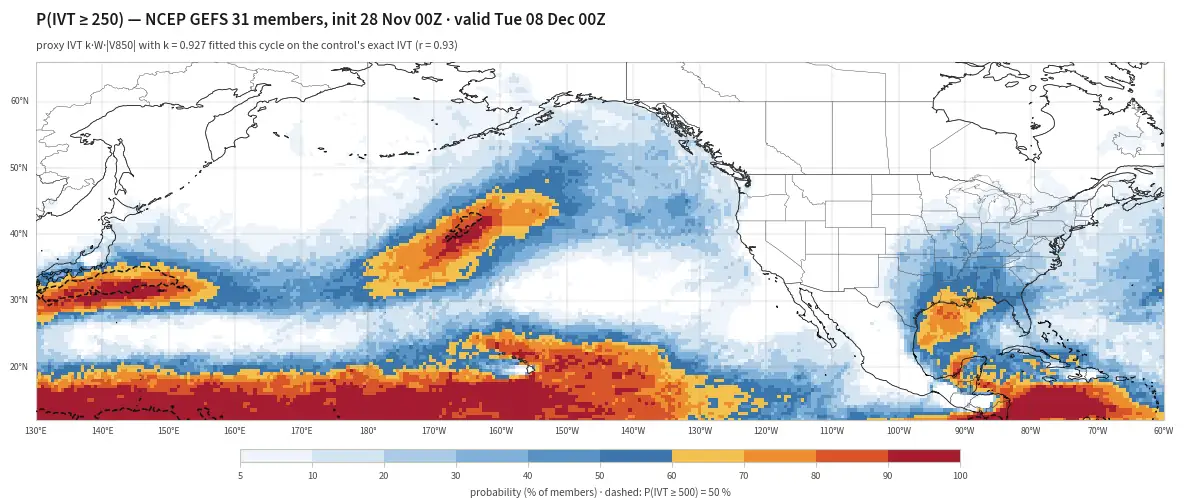 P(IVT ≥ 250) — NCEP GEFS 31 members, init 28 Nov 00Z · valid Tue 08 Dec 00Z
proxy IVT k·W·|V850| with k = 0.927 fitted this cycle on the control's exact IVT (r = 0.93)
60°N
50°N
40°N
30°N
20°N
130°E 140°E 150°E 160°E 170°E 180° 170°W 160°W 150°W 140°W 130°W 120°W 110°W 100°W 90°W 80°W 70°W 60°W
5 10 20 30 40 50 60 70 80 90 100
probability (% of members) · dashed: P(IVT ≥ 500) = 50 %